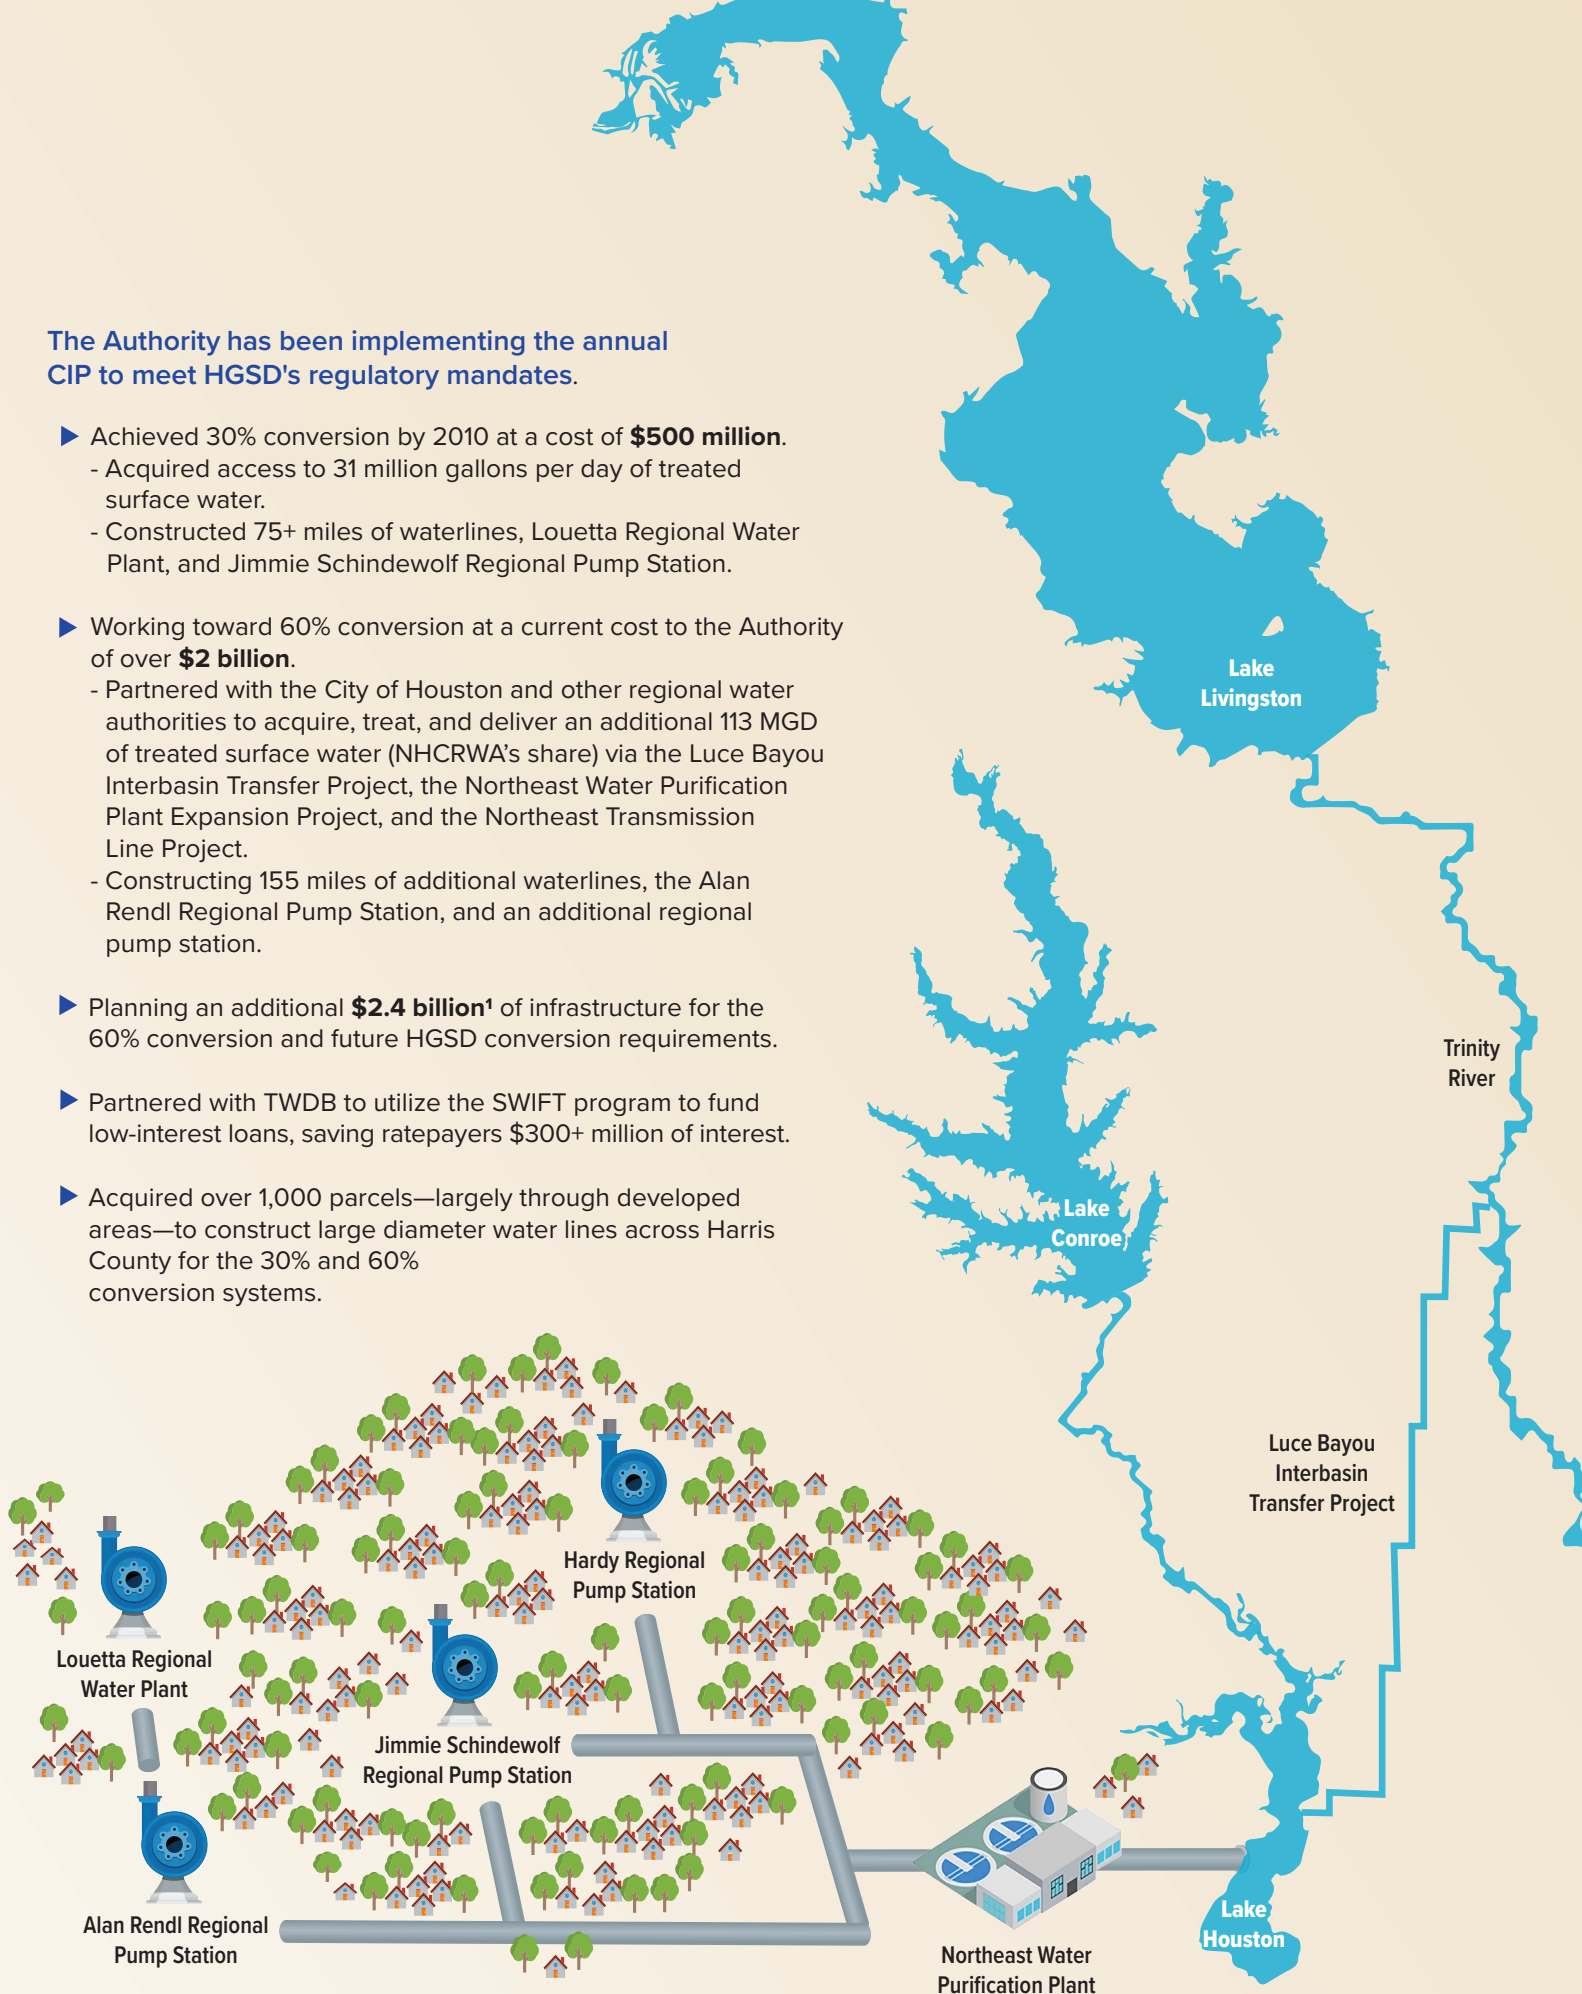 The Authority has been implementing the annual
CIP to meet HGSD's regulatory mandates.
Achieved 30% conversion by 2010 at a cost of $500 million.
- Acquired access to 31 million gallons per day of treated
surface water.
- Constructed 75+ miles of waterlines, Louetta Regional Water
Plant, and Jimmie Schindewolf Regional Pump Station.
Working toward 60% conversion at a current cost to the Authority
of over $2 billion.
- Partnered with the City of Houston and other regional water
authorities to acquire, treat, and deliver an additional 113 MGD
of treated surface water (NHCRWA's share) via the Luce Bayou
Interbasin Transfer Project, the Northeast Water Purification
Plant Expansion Project, and the Northeast Transmission
Line Project.
- Constructing 155 miles of additional waterlines, the Alan
Rendl Regional Pump Station, and an additional regional
pump station.
Planning an additional $2.4 billion¹ of infrastructure for the
60% conversion and future HGSD conversion requirements.
Partnered with TWDB to utilize the SWIFT program to fund
low-interest loans, saving ratepayers $300+ million of interest.
Acquired over 1,000 parcels—largely through developed
areas—to construct large diameter water lines across Harris
County for the 30% and 60%
conversion systems.
Lake
Livingston
Trinity
River
Lake
Conroe
Luce Bayou
Interbasin
Transfer Project
Hardy Regional
Pump Station
Louetta Regional
Water Plant
Jimmie Schindewolf
Regional Pump Station
Alan Rendl Regional
Pump Station
Lake
Houston
Northeast Water
Purification Plant